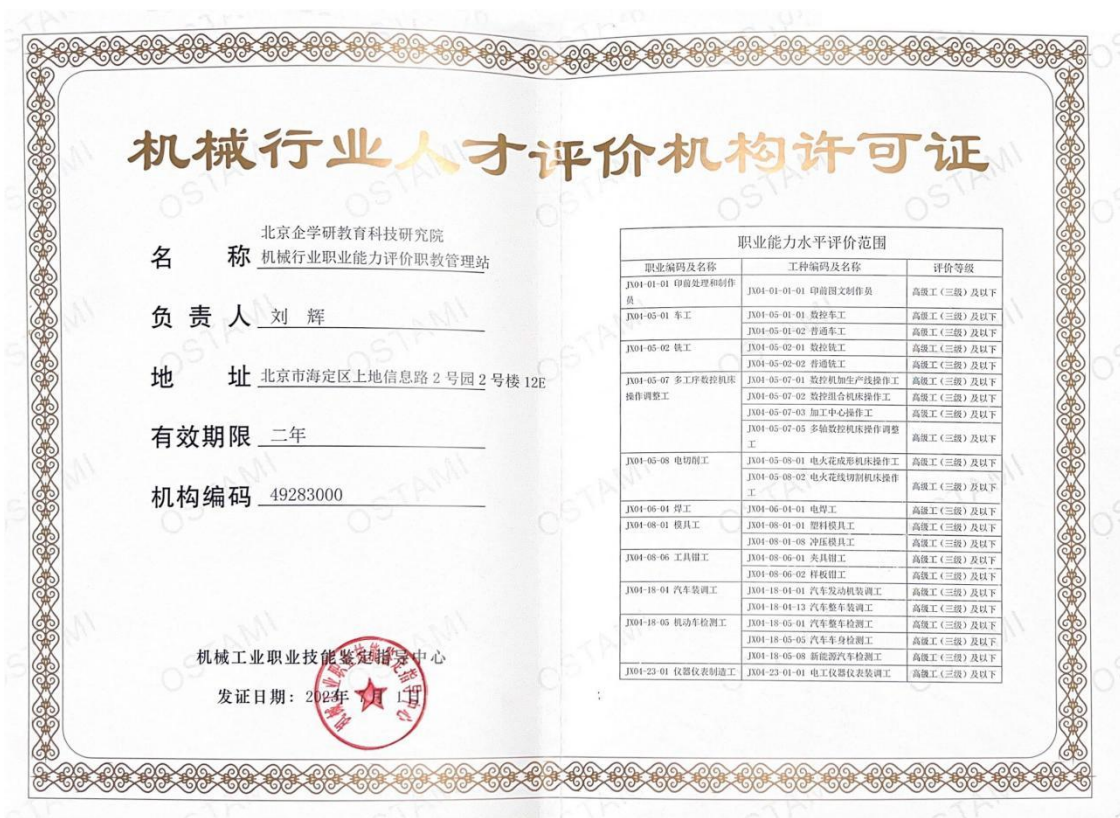 机械行业人才评价机构许可证
名 称 北京企学研教育科技研究院
机械行业职业能力评价职教管理站
负 责 人 刘 辉
地 址 北京市海定区上地信息路 2 号园 2 号楼 12E
有效期限 二年
机构编码 49283000
机械工业职业技能鉴定指导中心
发证日期：2023年 7月 1日
职业能力水平评价范围
职业编码及名称 工种编码及名称 评价等级
JX04-01-01 印前处理和制作员 JX04-01-01-01 印前图文制作员 高级工（三级）及以下
JX04-05-01 车工 JX04-05-01-01 数控车工 高级工（三级）及以下
JX04-05-01-02 普通车工 高级工（三级）及以下
JX04-05-02 铣工 JX04-05-02-01 数控铣工 高级工（三级）及以下
JX04-05-02-02 普通铣工 高级工（三级）及以下
JX04-05-07 多工序数控机床操作调整工 JX04-05-07-01 数控机加生产线操作工 高级工（三级）及以下
JX04-05-07-02 数控组合机床操作工 高级工（三级）及以下
JX04-05-07-03 加工中心操作工 高级工（三级）及以下
JX04-05-07-05 多轴数控机床操作调整工 高级工（三级）及以下
JX04-05-08 电切削工 JX04-05-08-01 电火花成形机床操作工 高级工（三级）及以下
JX04-05-08-02 电火花线切割机床操作工 高级工（三级）及以下
JX04-06-04 焊工 JX04-06-04-01 电焊工 高级工（三级）及以下
JX04-08-01 模具工 JX04-08-01-01 塑料模具工 高级工（三级）及以下
JX04-08-01-08 冲压模具工 高级工（三级）及以下
JX04-08-06 工具钳工 JX04-08-06-01 夹具钳工 高级工（三级）及以下
JX04-08-06-02 样板钳工 高级工（三级）及以下
JX04-18-04 汽车装调工 JX04-18-04-01 汽车发动机装调工 高级工（三级）及以下
JX04-18-04-13 汽车整车装调工 高级工（三级）及以下
JX04-18-05 机动车检测工 JX04-18-05-01 汽车整车检测工 高级工（三级）及以下
JX04-18-05-05 汽车车身检测工 高级工（三级）及以下
JX04-18-05-08 新能源汽车检测工 高级工（三级）及以下
JX04-23-01 仪器仪表制造工 JX04-23-01-01 电工仪器仪表装调工 高级工（三级）及以下
机械工业职业技能鉴定指导中心
OSTAMI